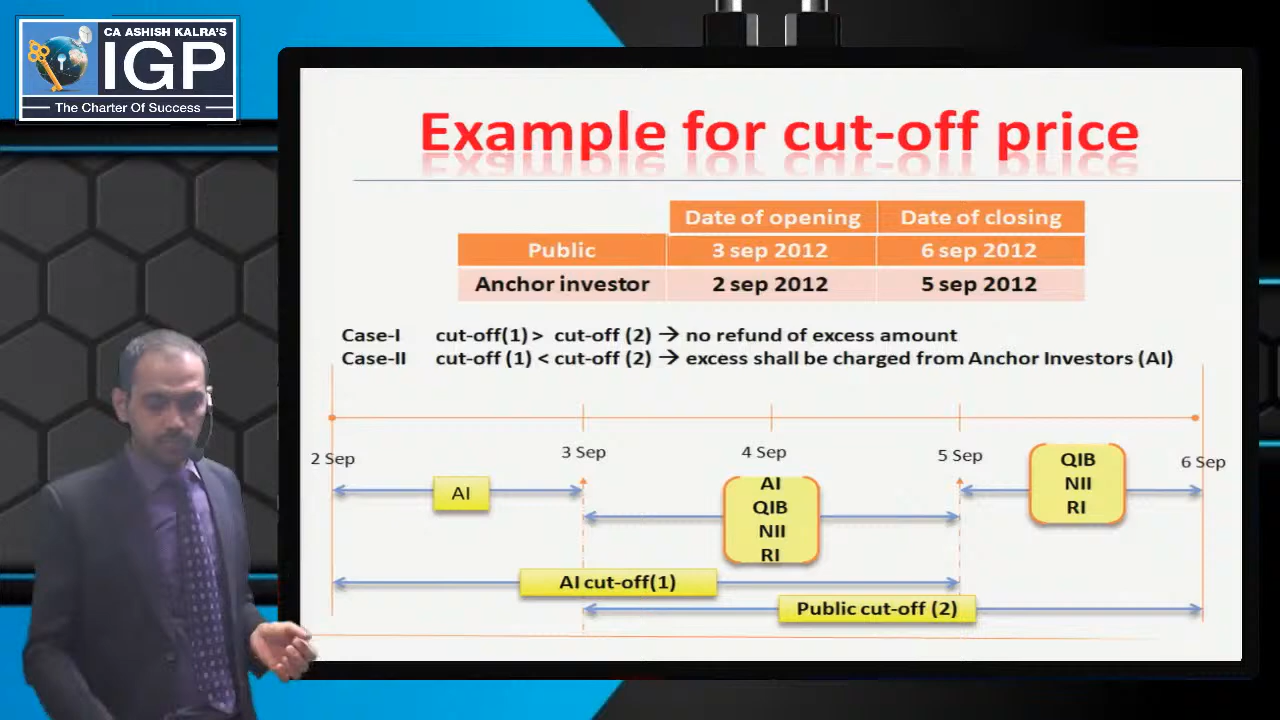 CA ASHISH KALRA'S
IGP
The Charter Of Success
Example for cut-off price
Date of opening Date of closing
Public 3 sep 2012 6 sep 2012
Anchor investor 2 sep 2012 5 sep 2012
Case-I cut-off(1) > cut-off (2) → no refund of excess amount
Case-II cut-off (1) < cut-off (2) → excess shall be charged from Anchor Investors (AI)
2 Sep 3 Sep 4 Sep 5 Sep 6 Sep
AI
AI
QIB
NII
RI
QIB
NII
RI
AI cut-off(1)
Public cut-off (2)